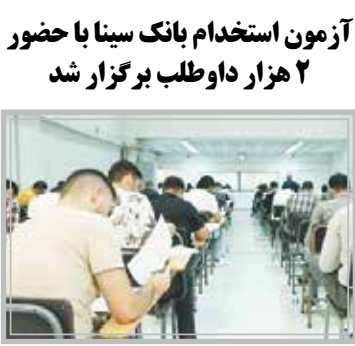 آزمون استخدام بانک سینا با حضور
۲ هزار داوطلب برگزار شد